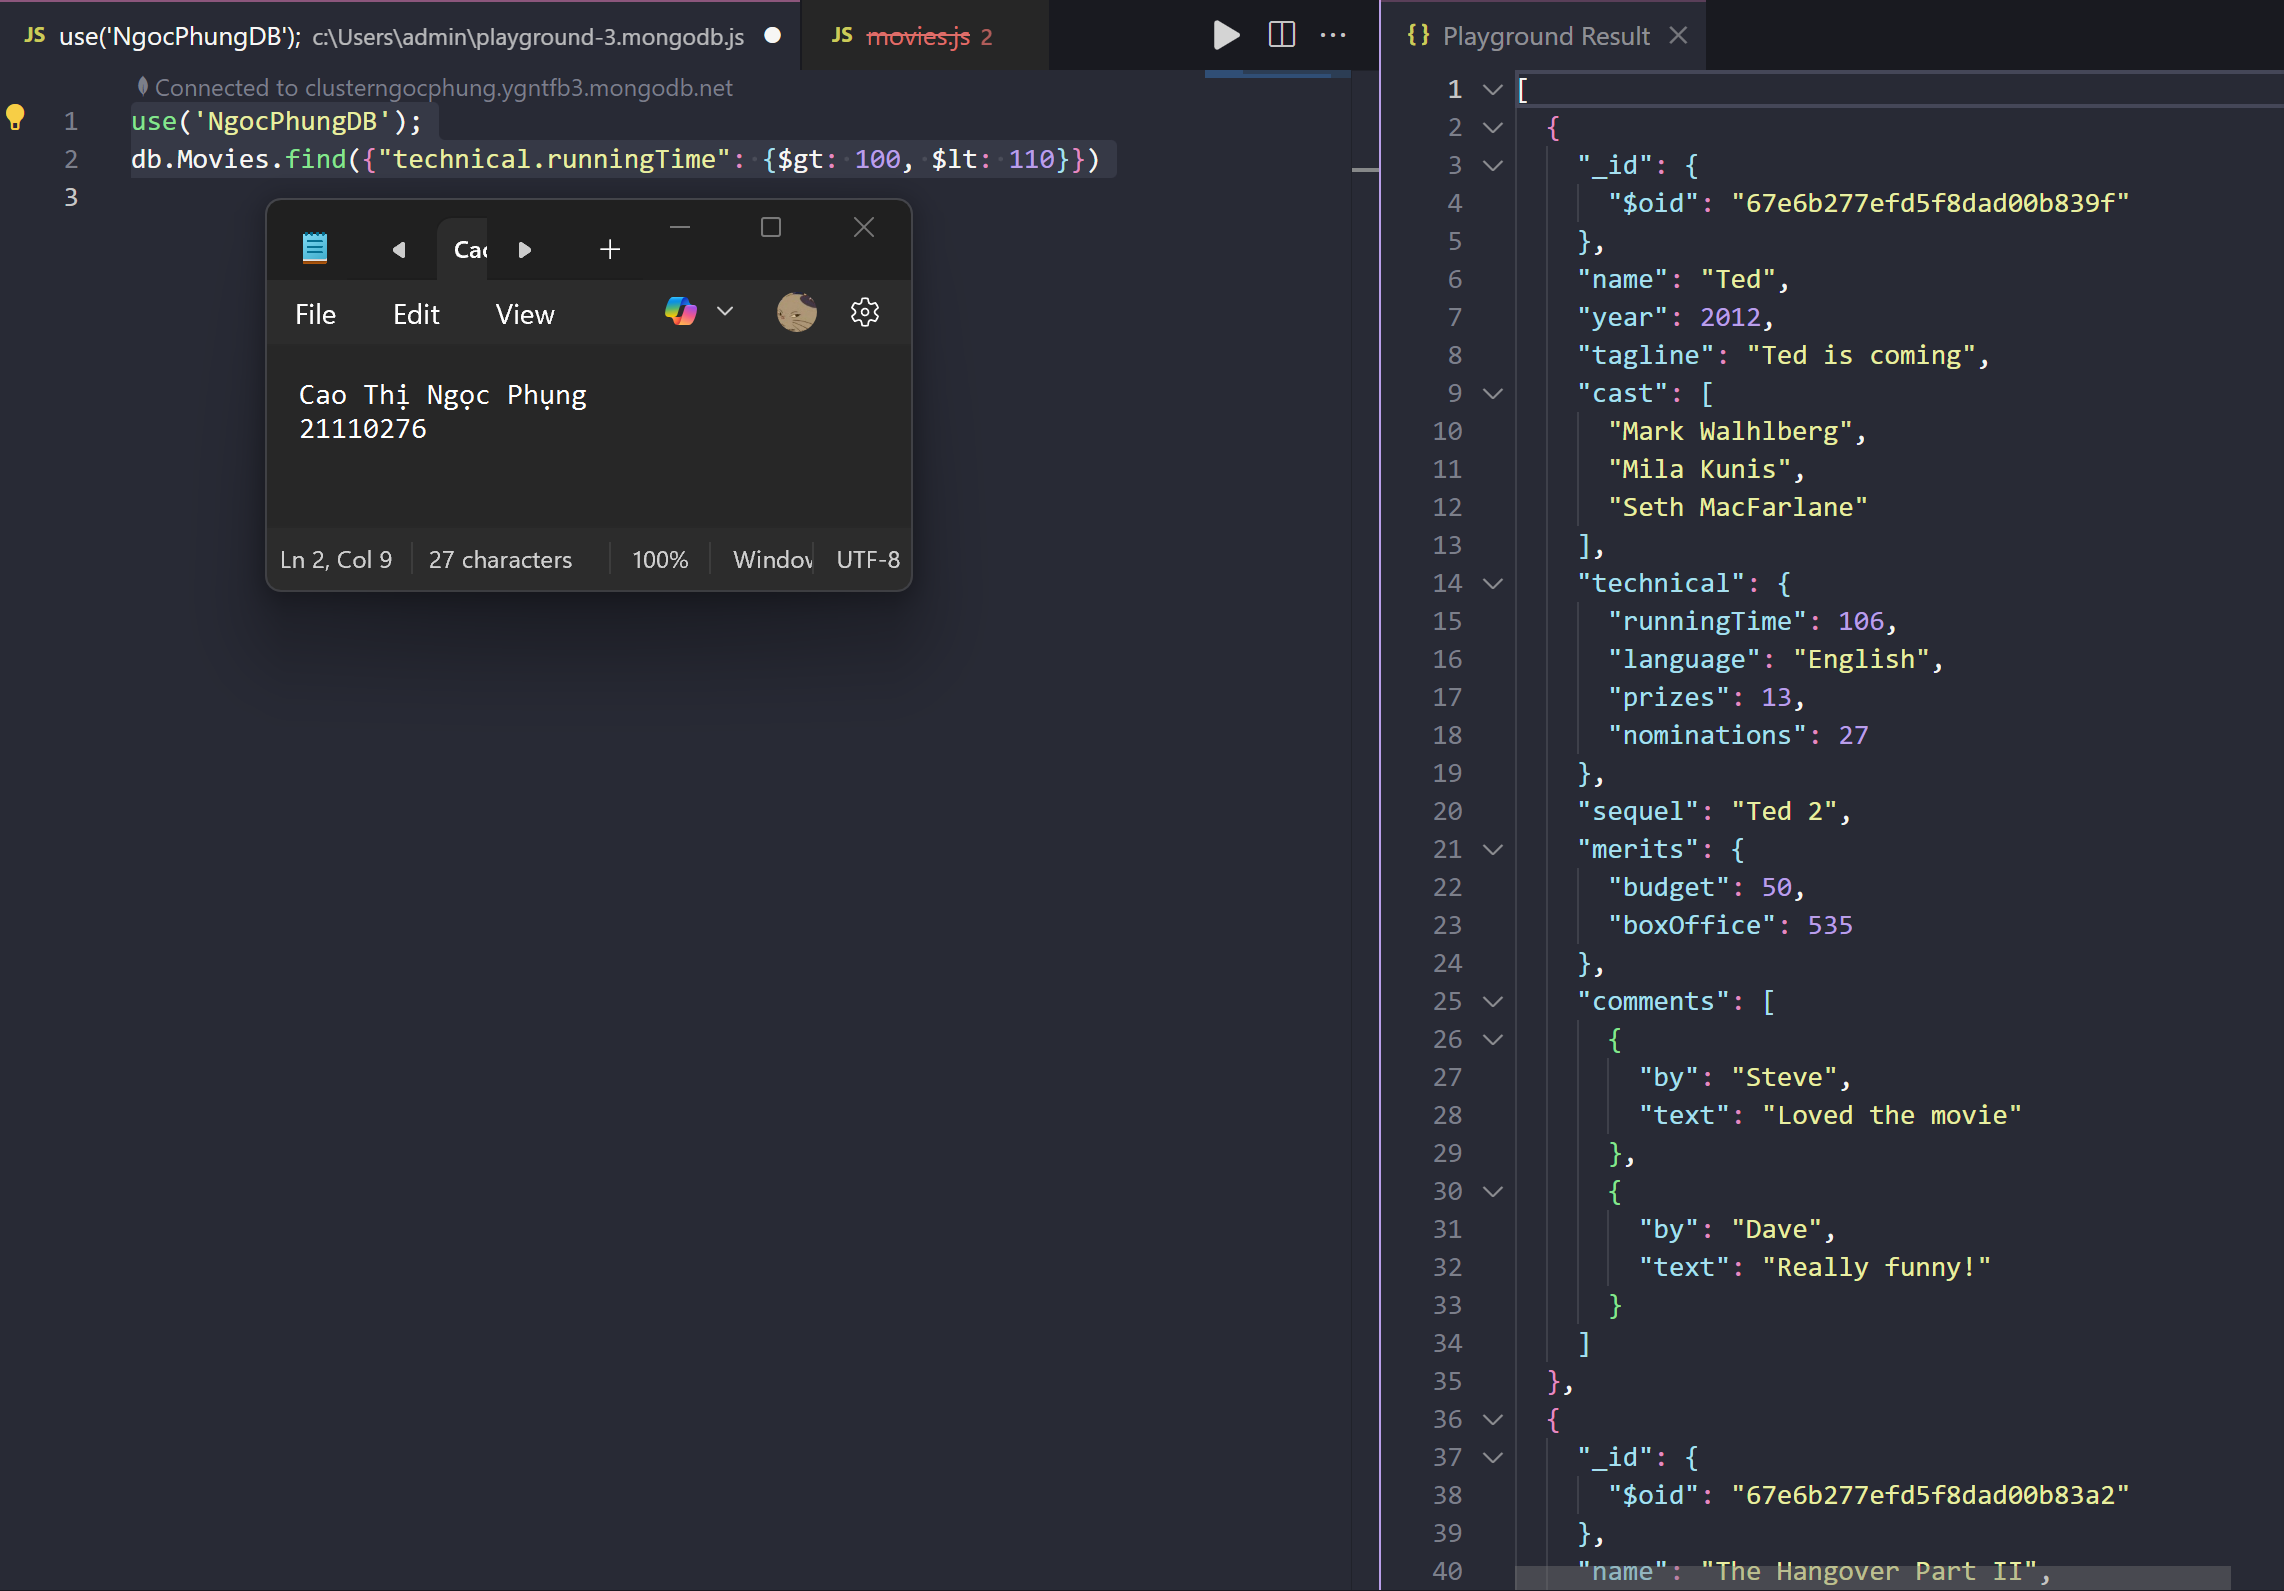 JS use('NgocPhungDB'); c:\Users\admin\playground-3.mongodb.js
JS movies.js 2
Connected to clusterngocphung.ygntfb3.mongodb.net
1 use('NgocPhungDB');
2 db.Movies.find({"technical.runningTime": {$gt: 100, $lt: 110}})
3
Cao
File Edit View
Cao Thị Ngọc Phụng
21110276
Ln 2, Col 9 27 characters 100% Window UTF-8
{} Playground Result
1 [
2 {
3 "_id": {
4 "$oid": "67e6b277efd5f8dad00b839f"
5 },
6 "name": "Ted",
7 "year": 2012,
8 "tagline": "Ted is coming",
9 "cast": [
10 "Mark Walhlberg",
11 "Mila Kunis",
12 "Seth MacFarlane"
13 ],
14 "technical": {
15 "runningTime": 106,
16 "language": "English",
17 "prizes": 13,
18 "nominations": 27
19 },
20 "sequel": "Ted 2",
21 "merits": {
22 "budget": 50,
23 "boxOffice": 535
24 },
25 "comments": [
26 {
27 "by": "Steve",
28 "text": "Loved the movie"
29 },
30 {
31 "by": "Dave",
32 "text": "Really funny!"
33 }
34 ]
35 },
36 {
37 "_id": {
38 "$oid": "67e6b277efd5f8dad00b83a2"
39 },
40 "name": "The Hangover Part II",